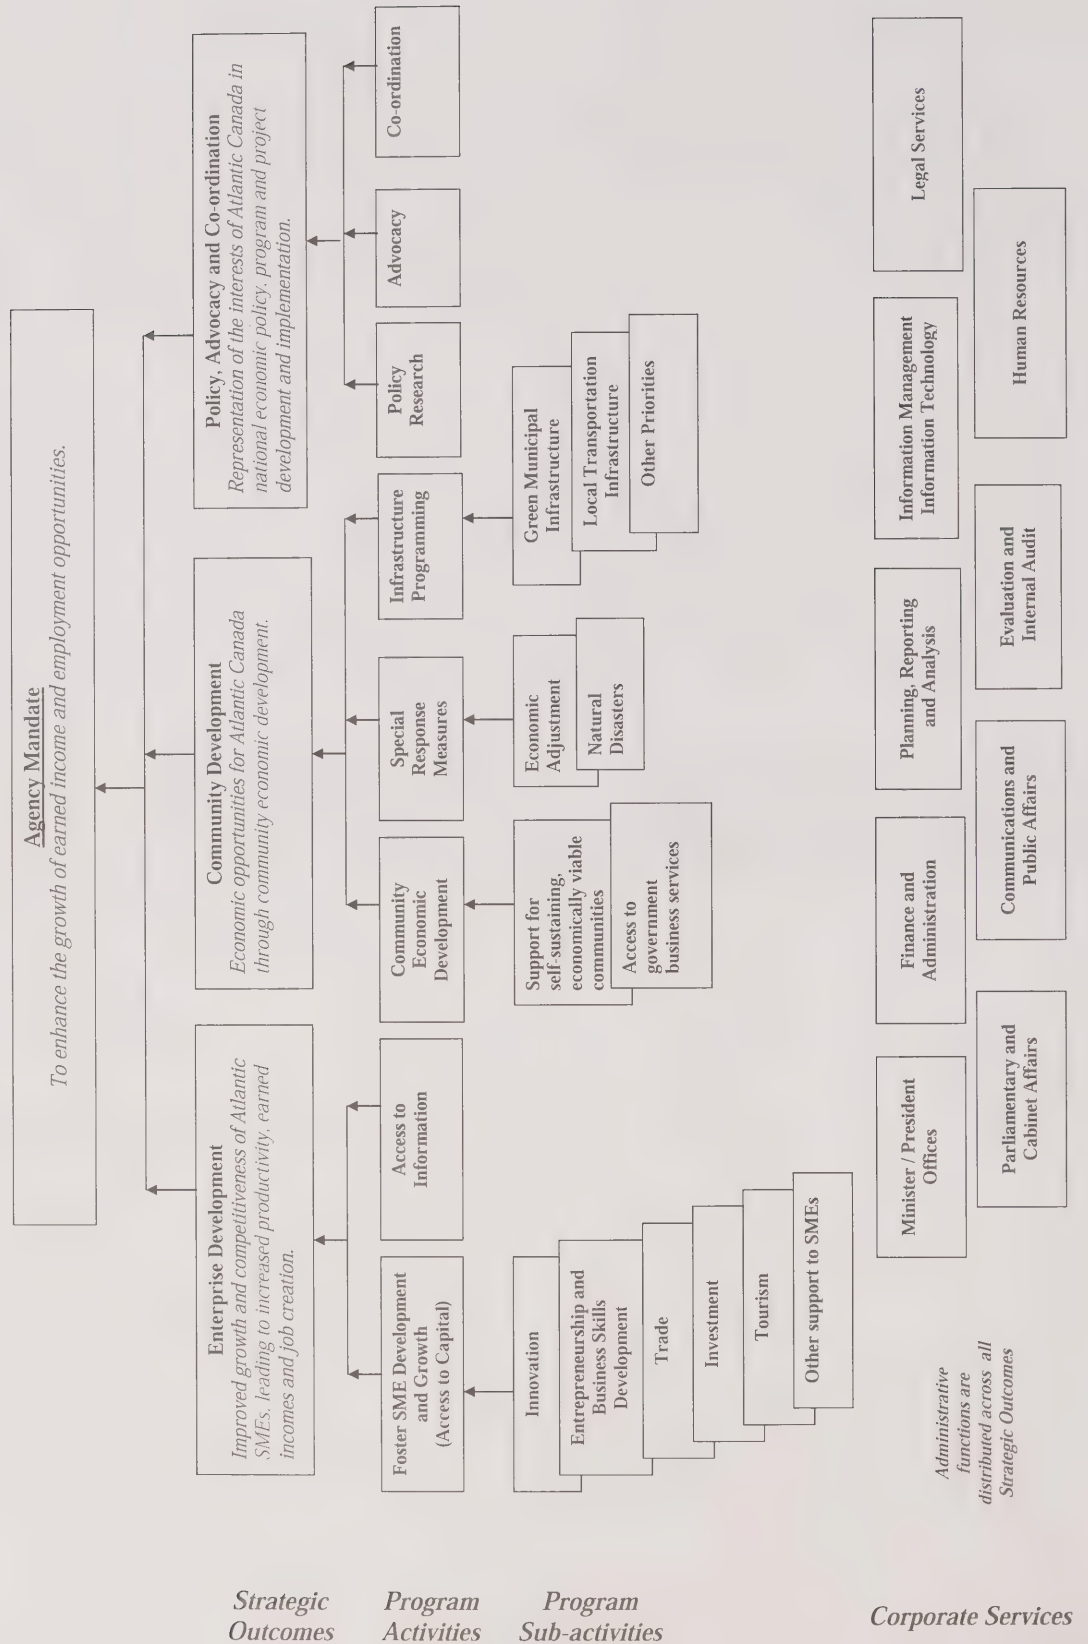 Agency Mandate
To enhance the growth of earned income and employment opportunities.
Strategic
Outcomes
Enterprise Development
Improved growth and competitiveness of Atlantic
SMEs, leading to increased productivity, earned
incomes and job creation.
Community Development
Economic opportunities for Atlantic Canada
through community economic development.
Policy, Advocacy and Co-ordination
Representation of the interests of Atlantic Canada in
national economic policy, program and project
development and implementation.
Program
Activities
Foster SME Development
and Growth
(Access to Capital)
Access to
Information
Community
Economic
Development
Special
Response
Measures
Infrastructure
Programming
Policy
Research
Advocacy
Co-ordination
Program
Sub-activities
Innovation
Entrepreneurship and
Business Skills
Development
Trade
Investment
Tourism
Other support to SMEs
Support for
self-sustaining,
economically viable
communities
Access to
government
business services
Economic
Adjustment
Natural
Disasters
Green Municipal
Infrastructure
Local Transportation
Infrastructure
Other Priorities
Corporate Services
Administrative
functions are
distributed across all
Strategic Outcomes
Minister / President
Offices
Finance and
Administration
Planning, Reporting
and Analysis
Information Management
Information Technology
Legal Services
Parliamentary and
Cabinet Affairs
Communications and
Public Affairs
Evaluation and
Internal Audit
Human Resources